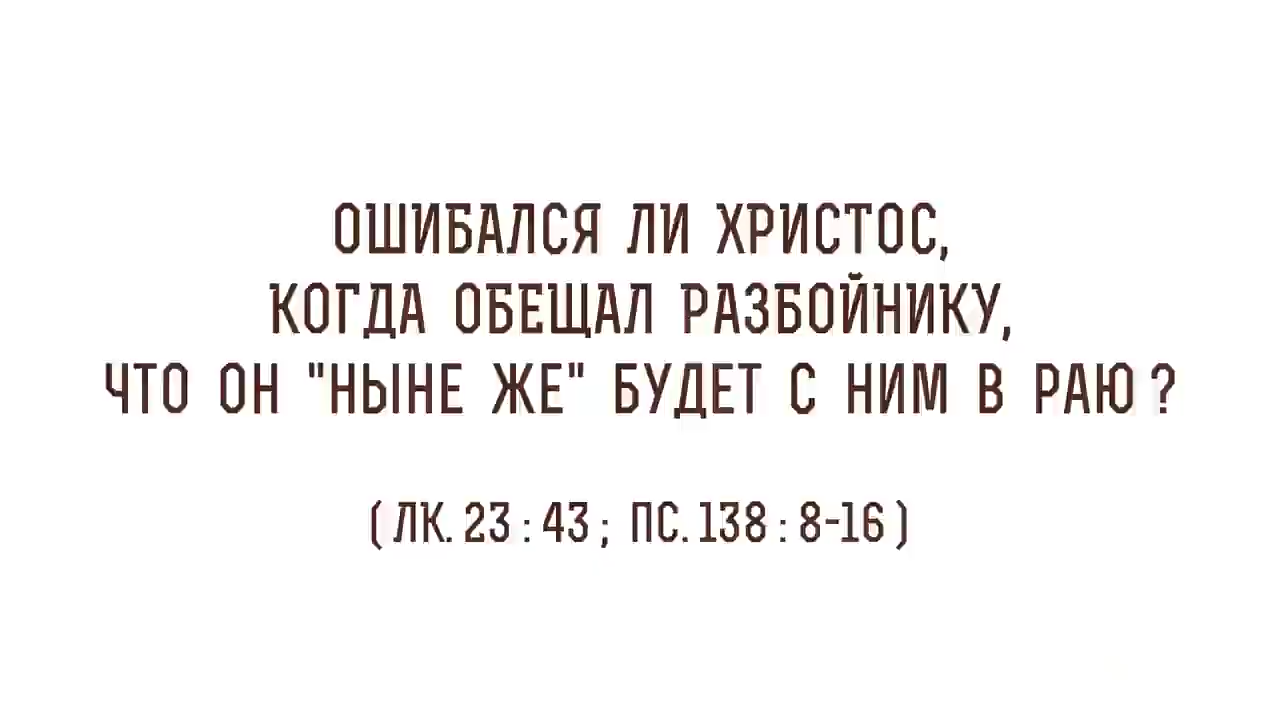 ОШИБАЛСЯ ЛИ ХРИСТОС,
КОГДА ОБЕЩАЛ РАЗБОЙНИКУ,
ЧТО ОН "НЫНЕ ЖЕ" БУДЕТ С НИМ В РАЮ ?
( ЛК. 23 : 43 ; ПС. 138 : 8-16 )